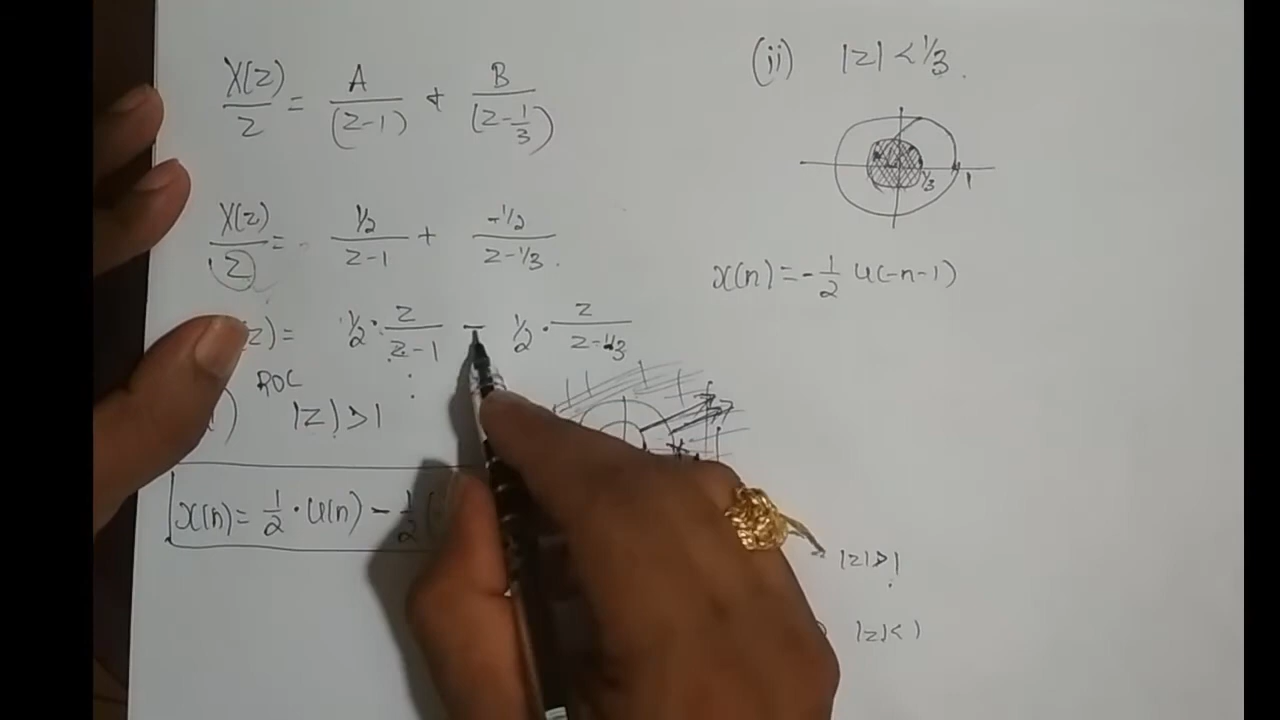 X(z)/z = A/(z-1) + B/(z-1/3)
X(z)/z = 1/2/z-1 + -1/2/z-1/3.
z) = 1/2 · z/z-1 - 1/2 · z/z-1/3
ROC
) |z|>1
x(n) = 1/2 · u(n) - 1/2 (
(ii) |z| < 1/3.
1/3 1
x(n) = -1/2 u(-n-1)
|z|>1
|z|<1